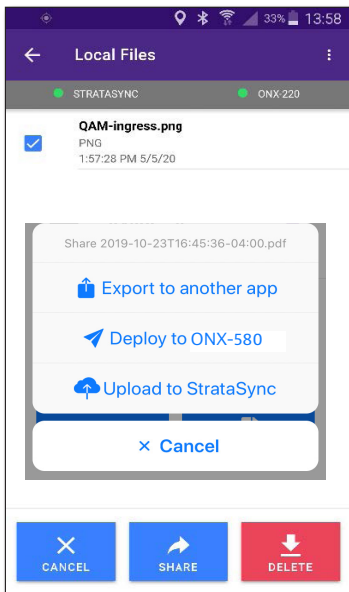 33% 13:58
Local Files
STRATASYNC ONX-220
QAM-ingress.png
PNG
1:57:28 PM 5/5/20
Share 2019-10-23T16:45:36-04:00.pdf
Export to another app
Deploy to ONX-580
Upload to StrataSync
× Cancel
CANCEL SHARE DELETE